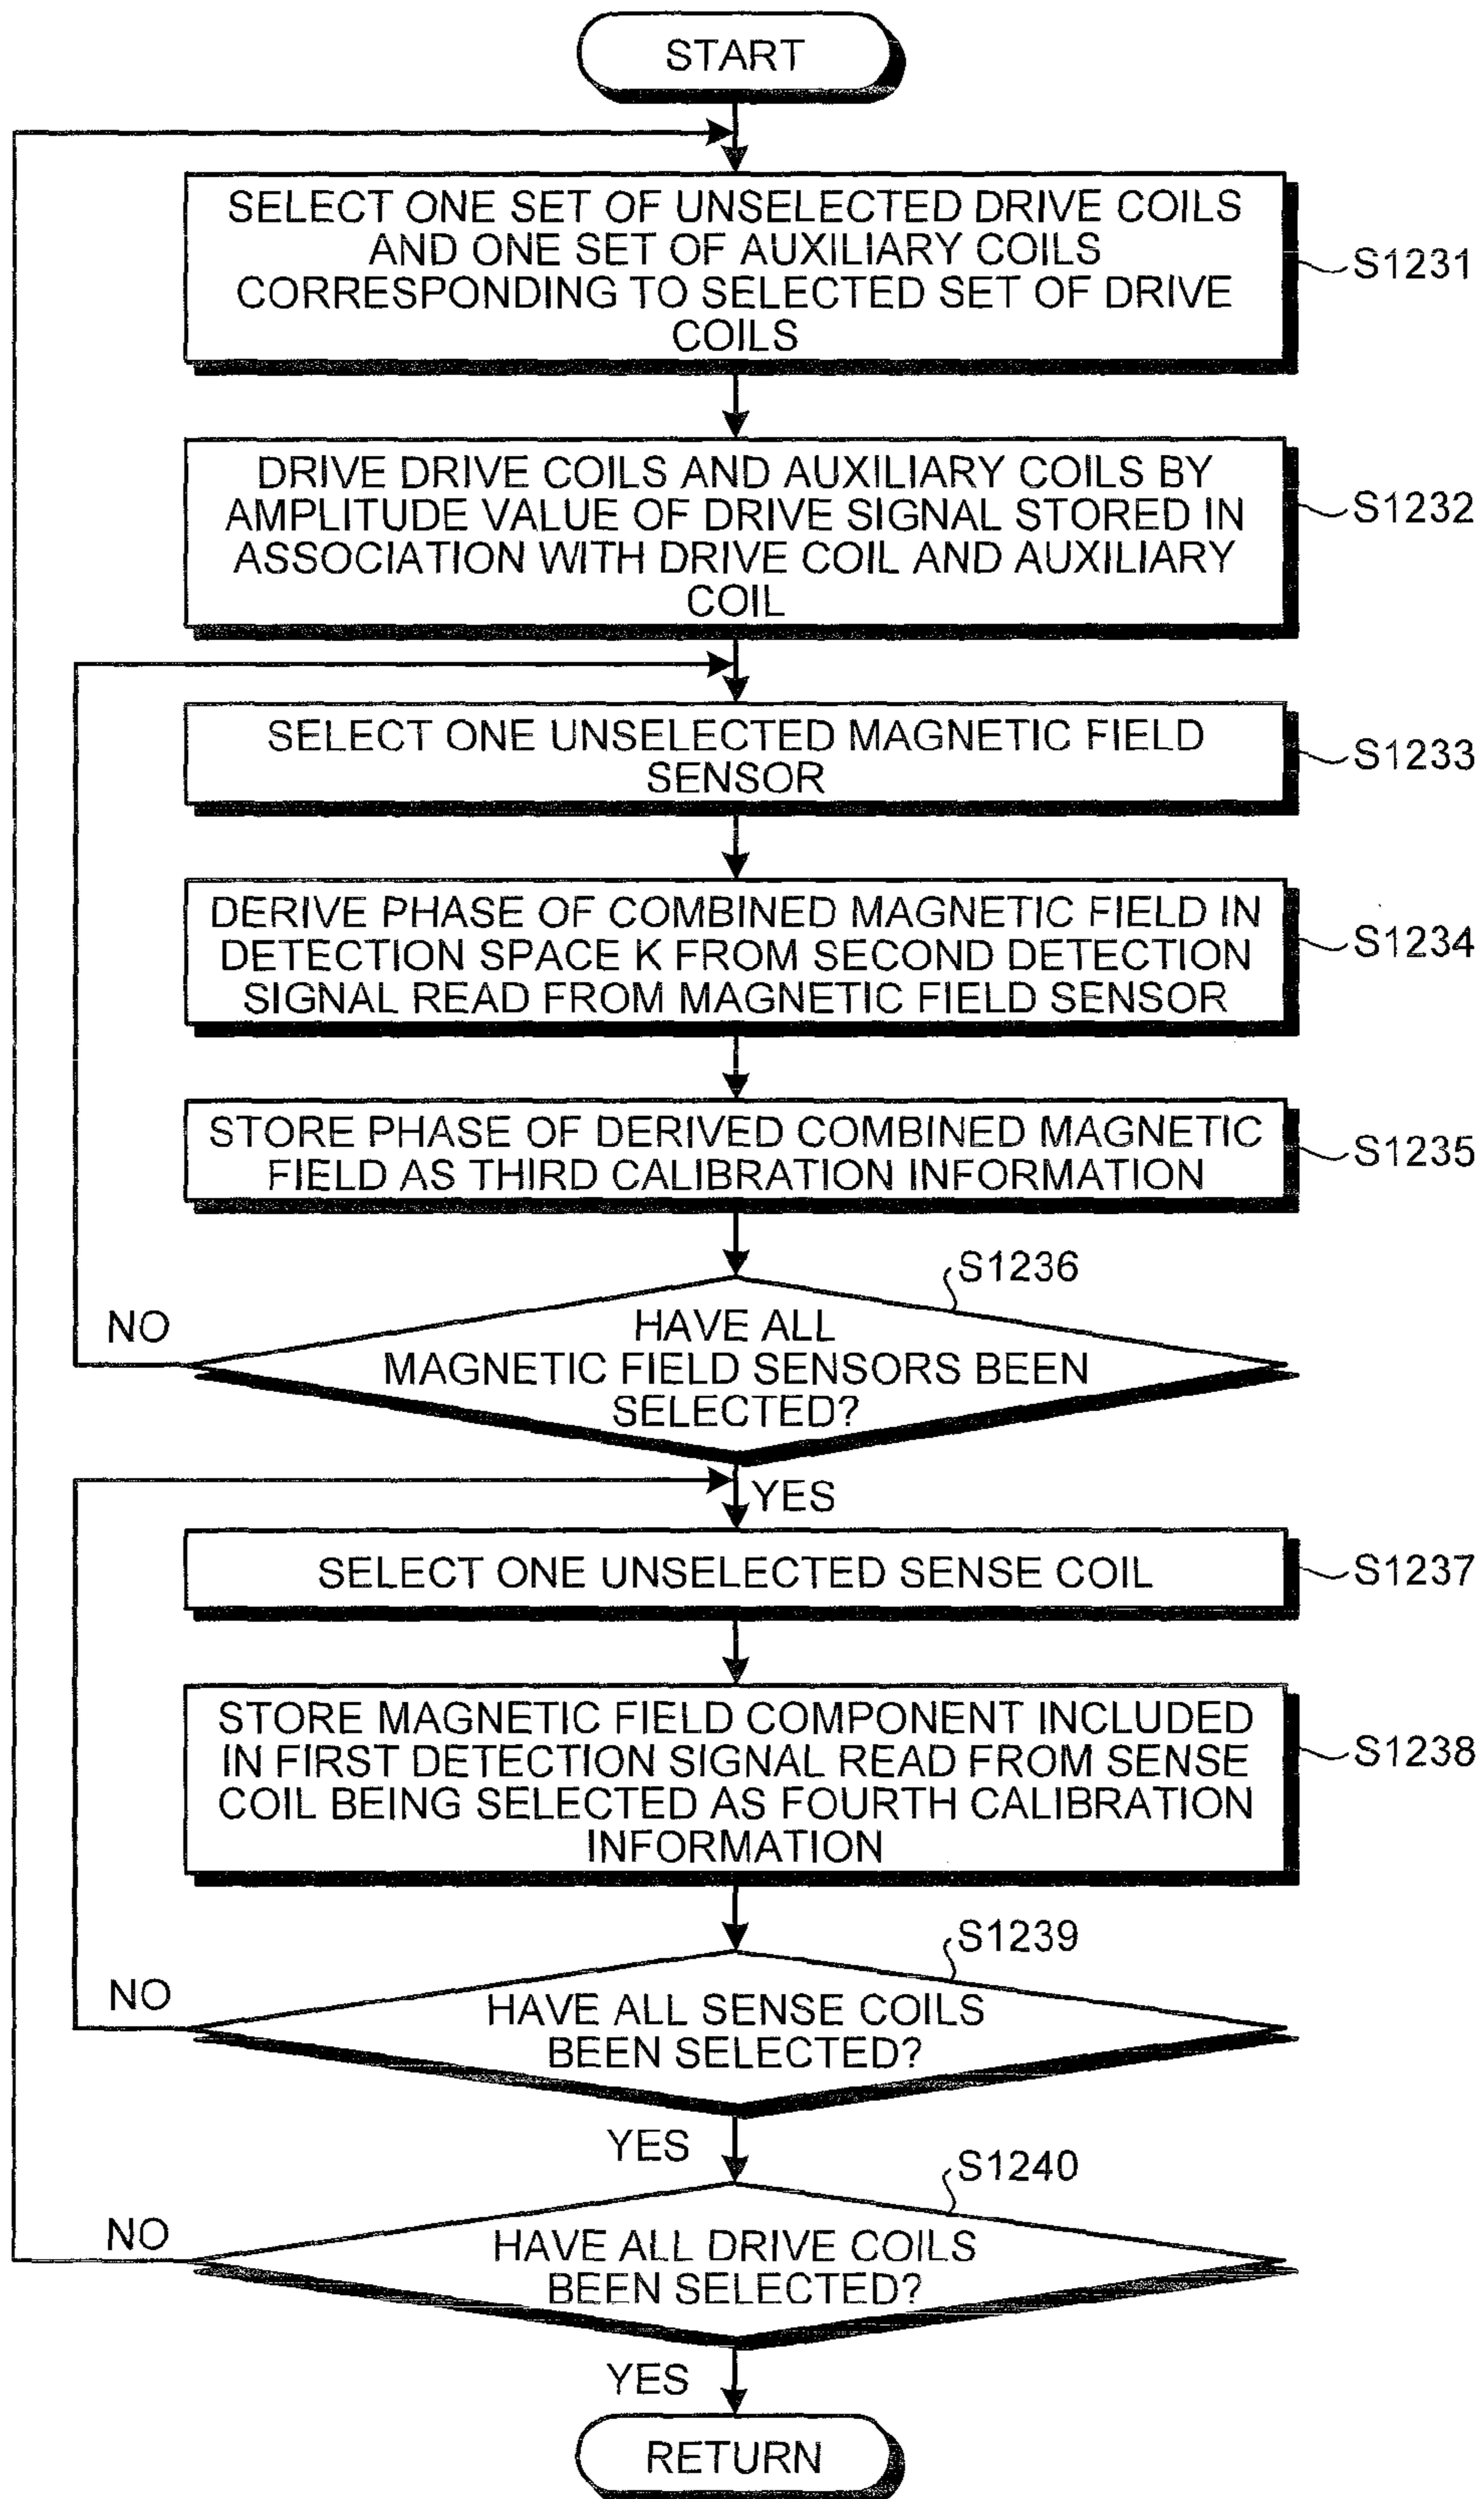 START
SELECT ONE SET OF UNSELECTED DRIVE COILS
AND ONE SET OF AUXILIARY COILS
CORRESPONDING TO SELECTED SET OF DRIVE
COILS
S1231
DRIVE DRIVE COILS AND AUXILIARY COILS BY
AMPLITUDE VALUE OF DRIVE SIGNAL STORED IN
ASSOCIATION WITH DRIVE COIL AND AUXILIARY
COIL
S1232
SELECT ONE UNSELECTED MAGNETIC FIELD
SENSOR
S1233
DERIVE PHASE OF COMBINED MAGNETIC FIELD IN
DETECTION SPACE K FROM SECOND DETECTION
SIGNAL READ FROM MAGNETIC FIELD SENSOR
S1234
STORE PHASE OF DERIVED COMBINED MAGNETIC
FIELD AS THIRD CALIBRATION INFORMATION
S1235
S1236
NO
HAVE ALL
MAGNETIC FIELD SENSORS BEEN
SELECTED?
YES
SELECT ONE UNSELECTED SENSE COIL
S1237
STORE MAGNETIC FIELD COMPONENT INCLUDED
IN FIRST DETECTION SIGNAL READ FROM SENSE
COIL BEING SELECTED AS FOURTH CALIBRATION
INFORMATION
S1238
S1239
NO
HAVE ALL SENSE COILS
BEEN SELECTED?
YES
S1240
NO
HAVE ALL DRIVE COILS
BEEN SELECTED?
YES
RETURN